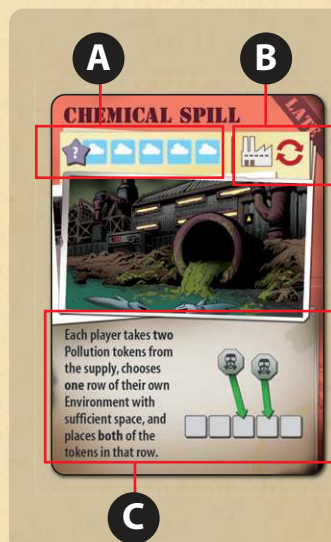 A
B
CHEMICAL SPILL
LATE
?
Each player takes two
Pollution tokens from
the supply, chooses
one row of their own
Environment with
sufficient space, and
places both of the
tokens in that row.
C